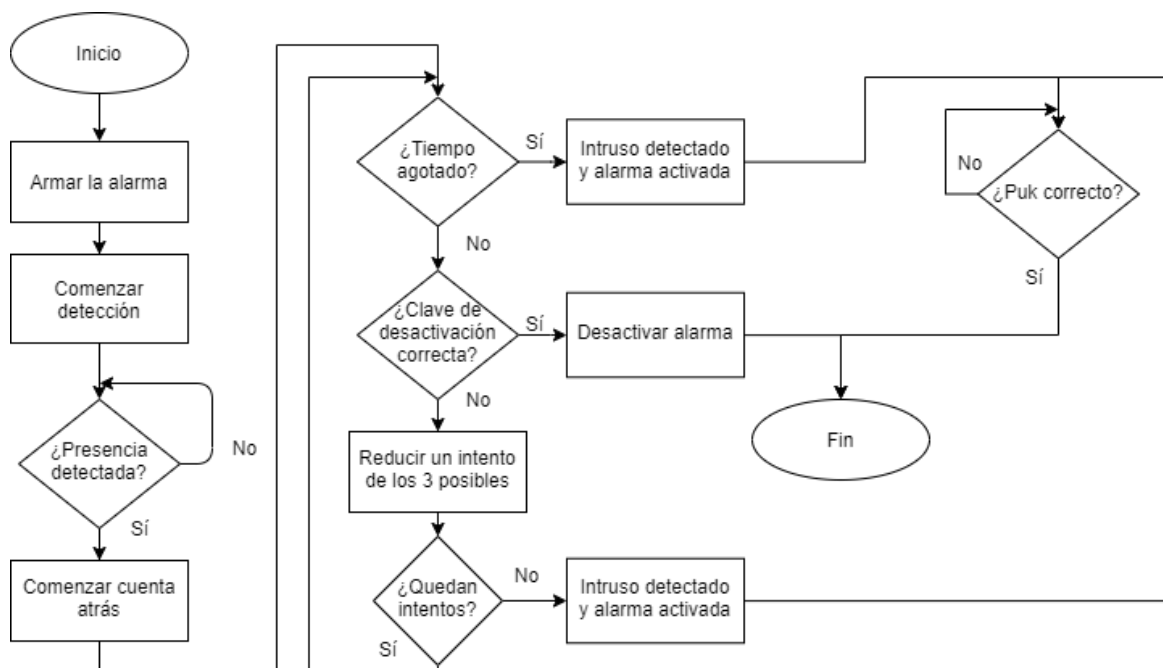 Inicio
Armar la alarma
Comenzar
detección
¿Presencia
detectada?
No
Sí
Comenzar cuenta
atrás
¿Tiempo
agotado?
Sí
No
Intruso detectado
y alarma activada
¿Clave de
desactivación
correcta?
Sí
No
Desactivar alarma
Reducir un intento
de los 3 posibles
¿Quedan
intentos?
No
Sí
Intruso detectado
y alarma activada
No
¿Puk correcto?
Sí
Fin